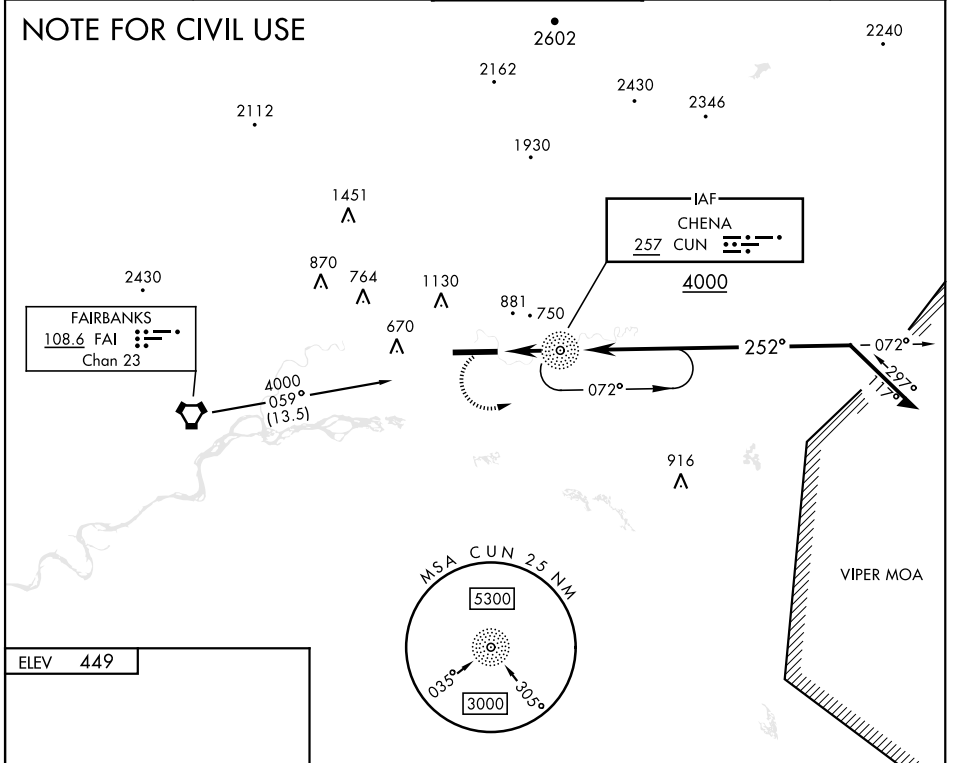 NOTE FOR CIVIL USE
2602
2240
2162
2430
2346
2112
1930
1451
IAF
CHENA
257 CUN
4000
870
764
1130
2430
881
750
670
FAIRBANKS
108.6 FAI
Chan 23
4000
059°
(13.5)
252°
072°
072°
297°
117°
916
VIPER MOA
MSA CUN 25 NM
5300
035°
305°
3000
ELEV 449